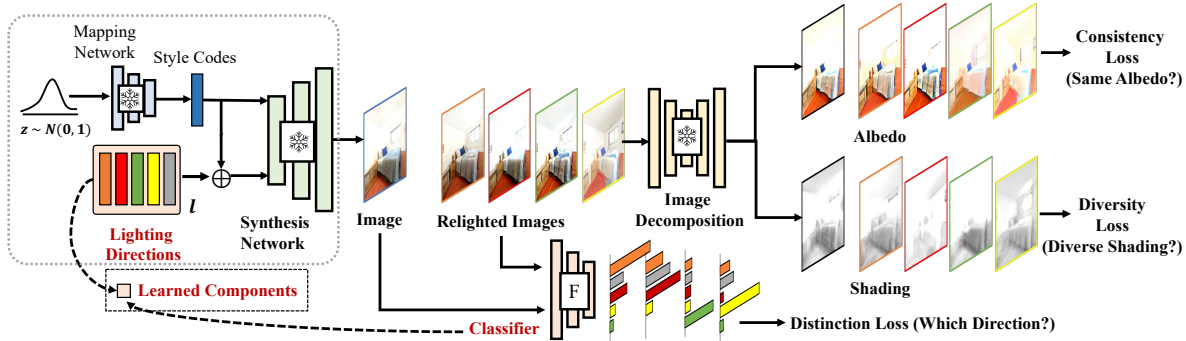 Mapping
Network
Style Codes
z ~ N(0, 1)
l
Lighting
Directions
Synthesis
Network
Learned Components
Image
Relighted Images
Image
Decomposition
F
Classifier
Albedo
Consistency
Loss
(Same Albedo?)
Shading
Diversity
Loss
(Diverse Shading?)
Distinction Loss (Which Direction?)